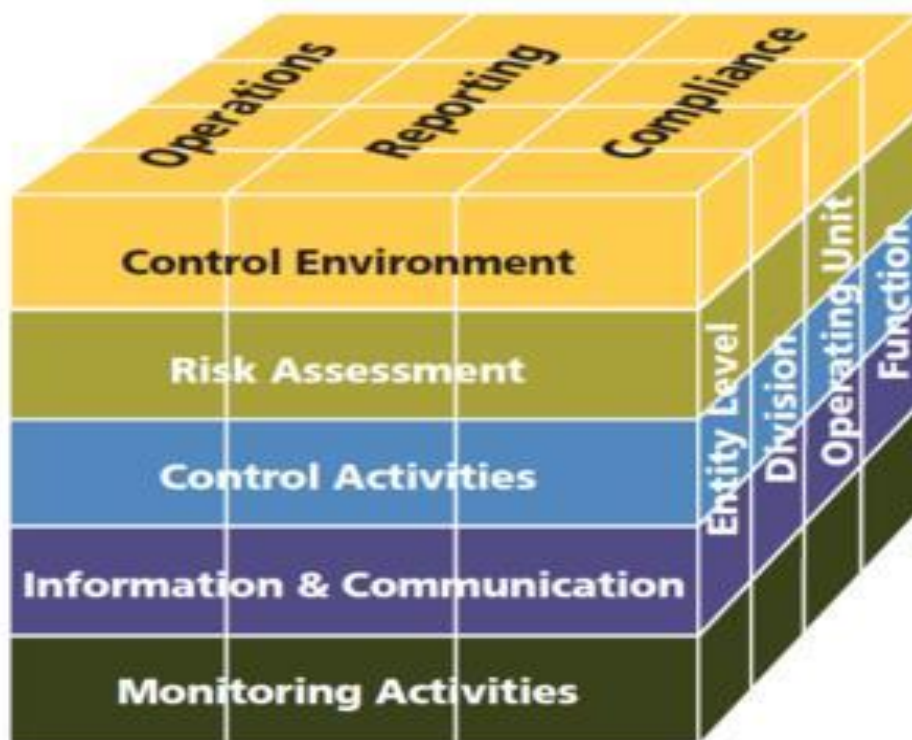 Operations
Reporting
Compliance
Control Environment
Risk Assessment
Control Activities
Information & Communication
Monitoring Activities
Entity Level
Division
Operating Unit
Function